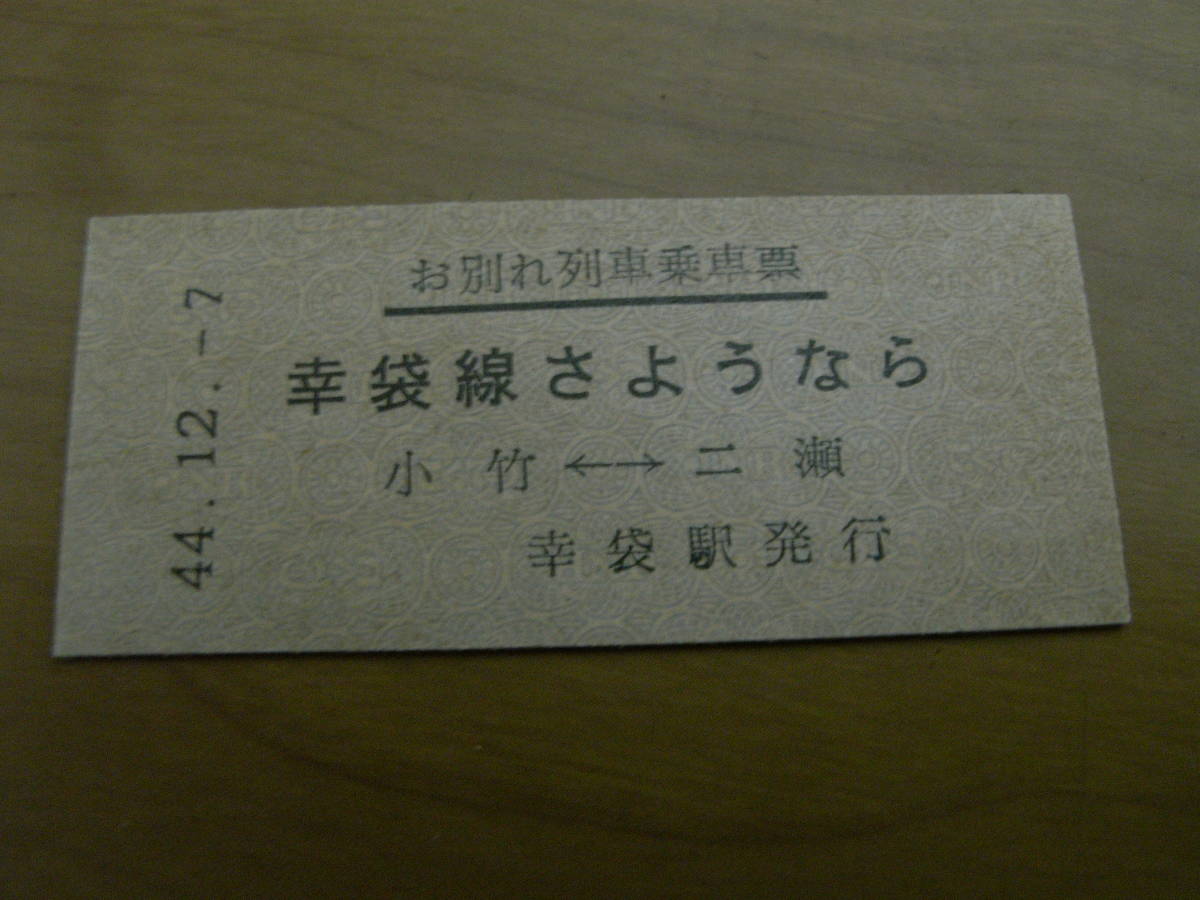 お別れ列車乗車票
幸袋線さようなら
小竹←→二瀬
幸袋駅発行
44.12.-7